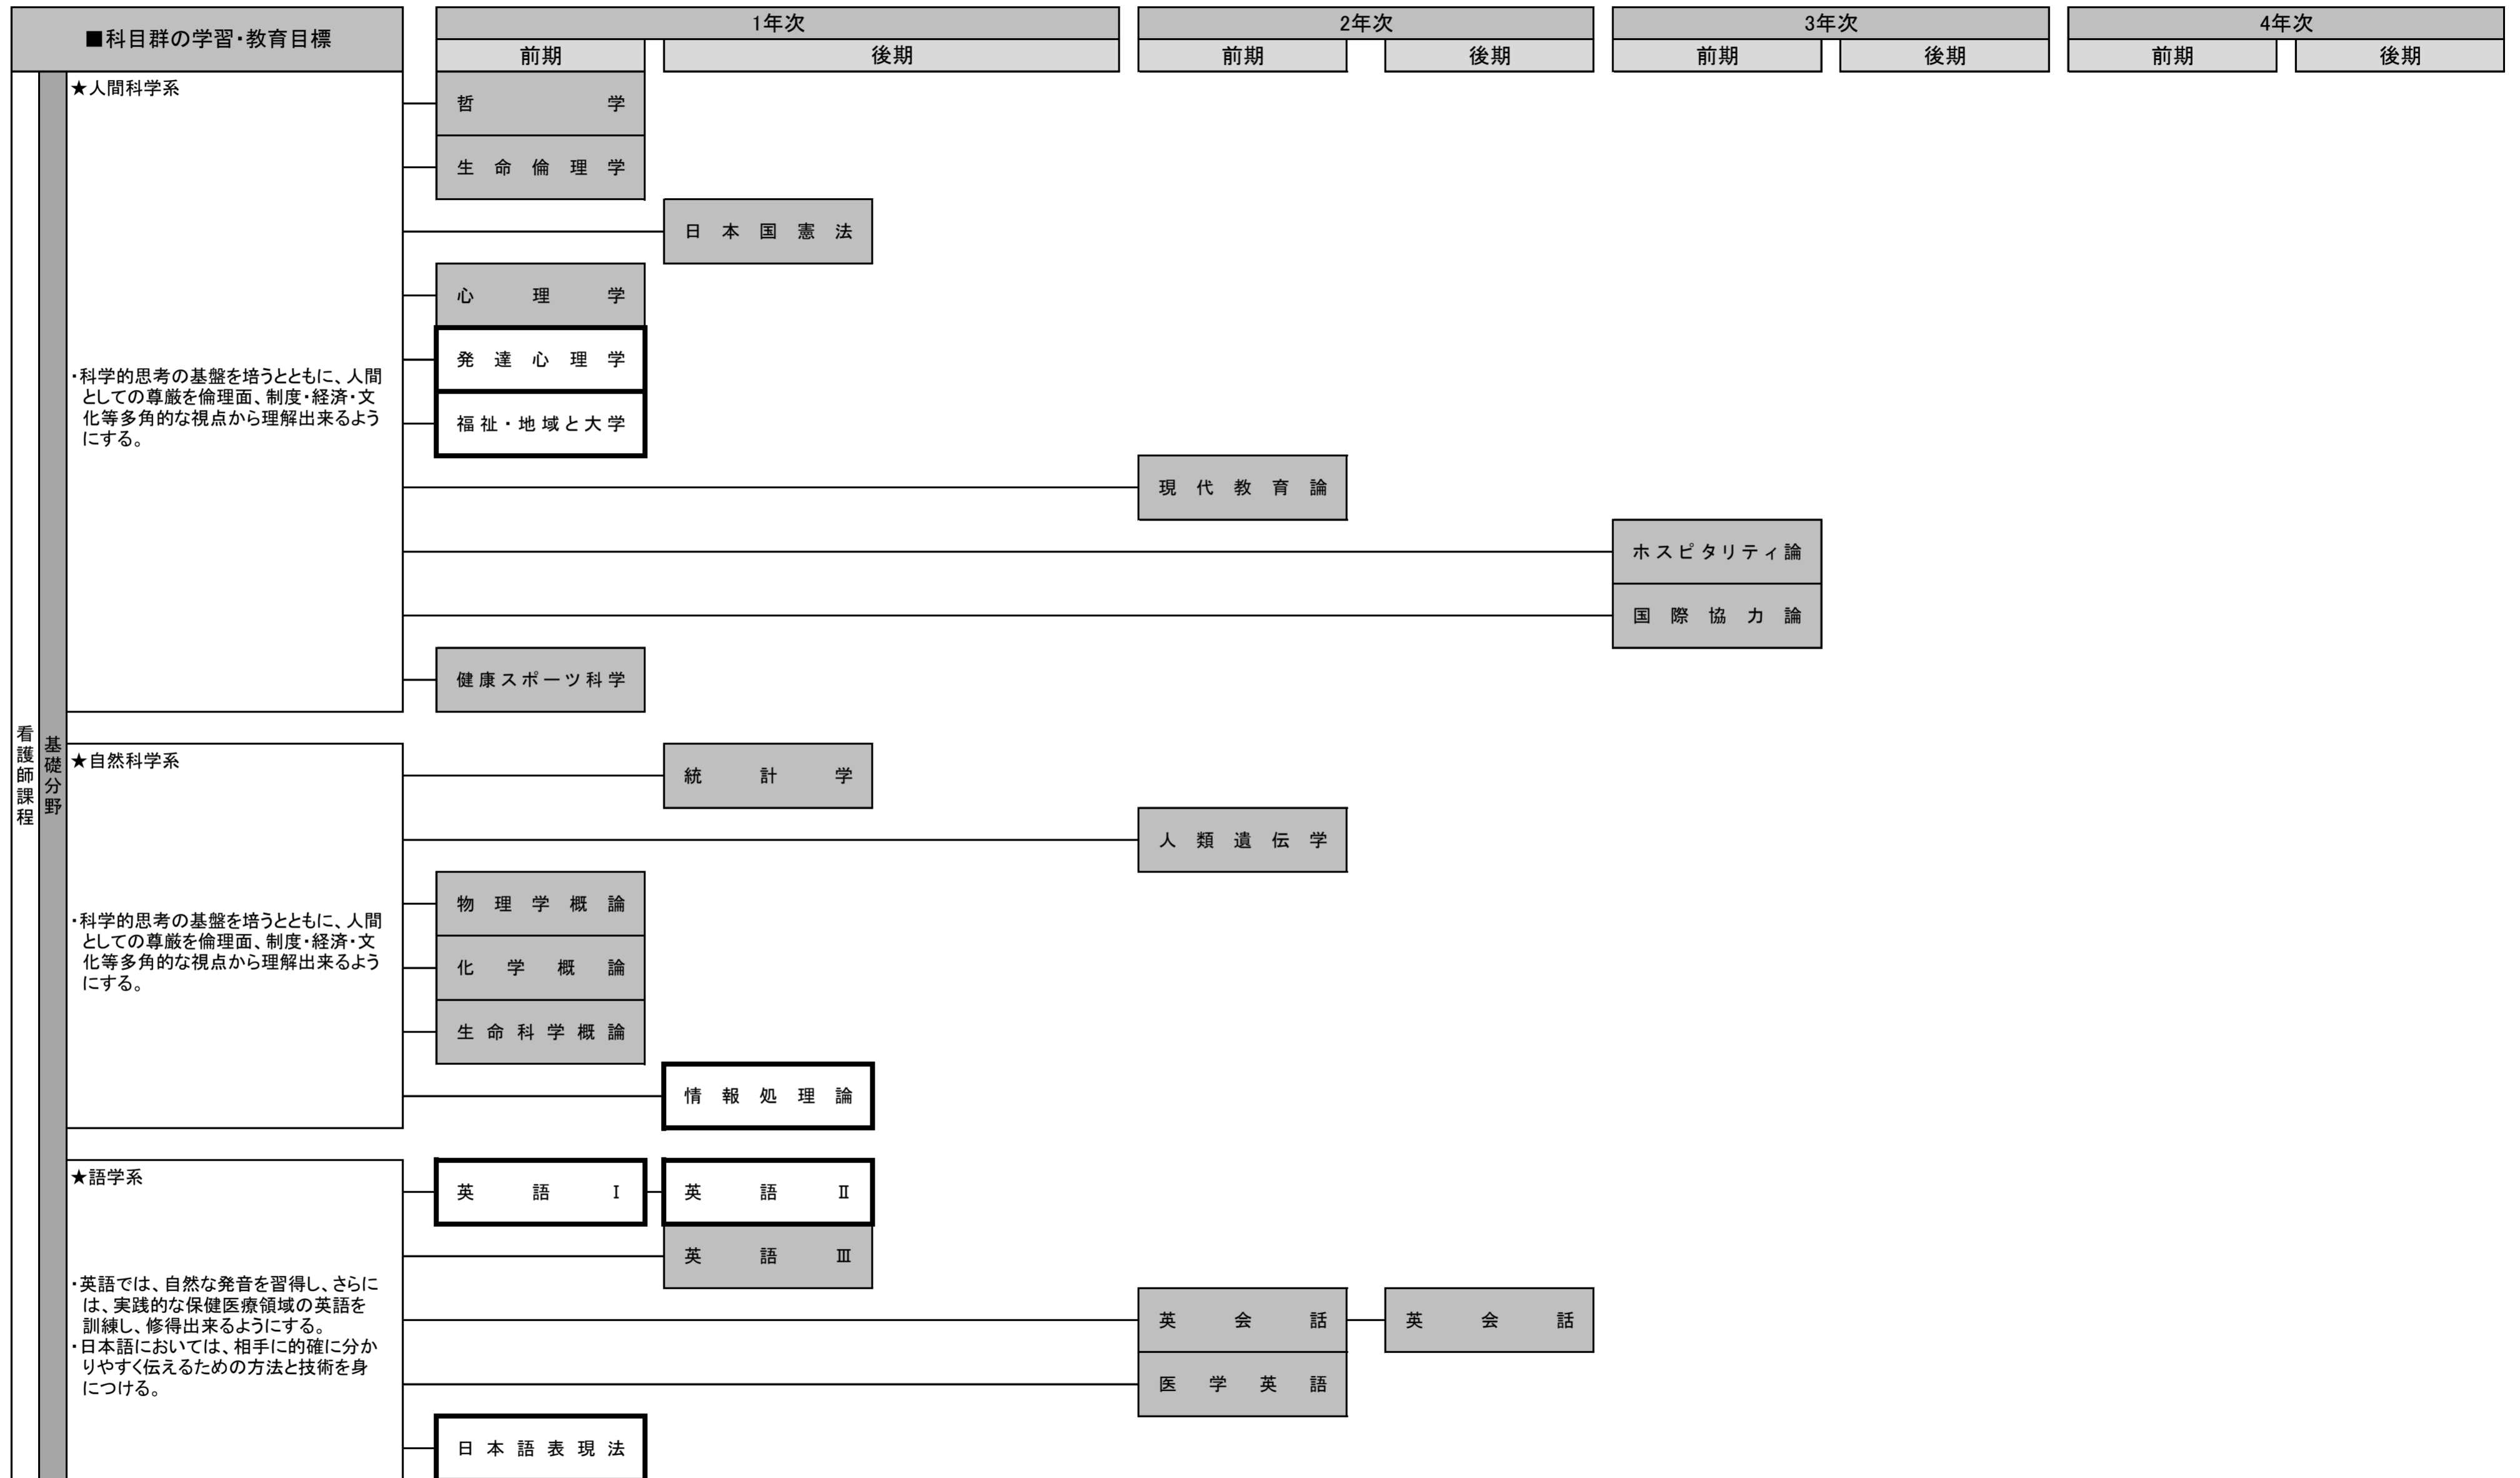 ■科目群の学習・教育目標
1年次
2年次
3年次
4年次
前期
後期
前期
後期
前期
後期
前期
後期
看護師課程
基礎分野
★人間科学系
・科学的思考の基盤を培うとともに、人間
としての尊厳を倫理面、制度・経済・文
化等多角的な視点から理解出来るよう
にする。
哲学
生命倫理学
日本国憲法
心理学
発達心理学
福祉・地域と大学
現代教育論
ホスピタリティ論
国際協力論
健康スポーツ科学
★自然科学系
・科学的思考の基盤を培うとともに、人間
としての尊厳を倫理面、制度・経済・文
化等多角的な視点から理解出来るよう
にする。
統計学
人類遺伝学
物理学概論
化学概論
生命科学概論
情報処理論
★語学系
・英語では、自然な発音を習得し、さらに
は、実践的な保健医療領域の英語を
訓練し、修得出来るようにする。
・日本語においては、相手に的確に分か
りやすく伝えるための方法と技術を身
につける。
英語Ⅰ
英語Ⅱ
英語Ⅲ
英会話
英会話
医学英語
日本語表現法